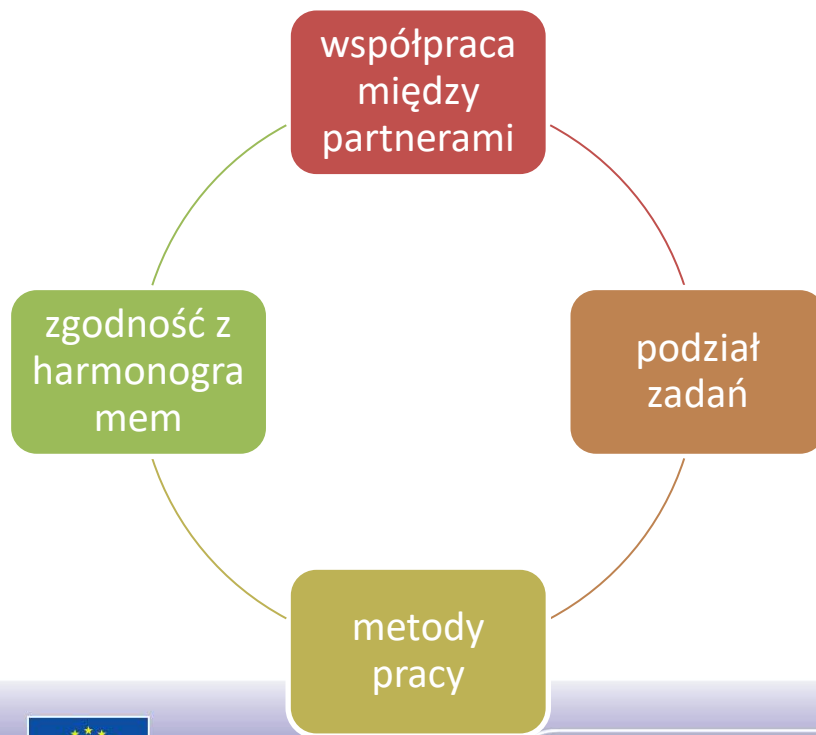 współpraca
między
partnerami
zgodność z
harmonogra
mem
podział
zadań
metody
pracy